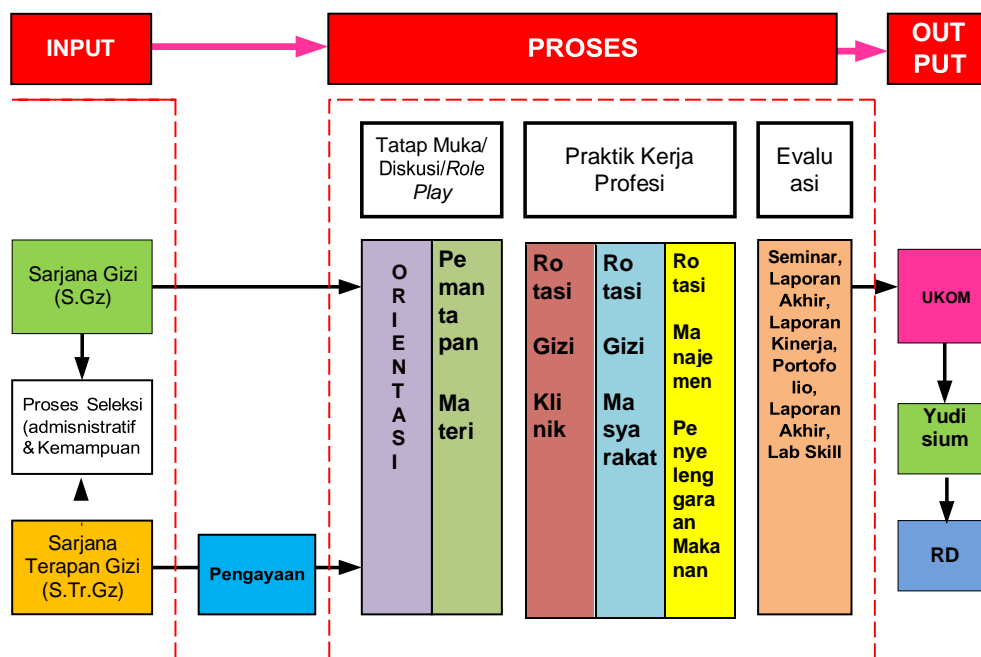 INPUT
PROSES
OUT
PUT
Tatap Muka/
Diskusi/Role
Play
Praktik Kerja
Profesi
Evalu
asi
Sarjana Gizi
(S.Gz)
Proses Seleksi
(admisnistratif
& Kemampuan
Sarjana
Terapan Gizi
(S.Tr.Gz)
Pengayaan
O
R
I
E
N
T
A
S
I
Pe
man
ta
pan
Ma
teri
Ro
tasi
Gizi
Kli
nik
Ro
tasi
Gizi
Ma
sya
rakat
Ro
tasi
Ma
naje
men
Pe
nye
leng
gara
an
Maka
nan
Seminar,
Laporan
Akhir,
Laporan
Kinerja,
Portofo
lio,
Laporan
Akhir,
Lab Skill
UKOM
Yudi
sium
RD